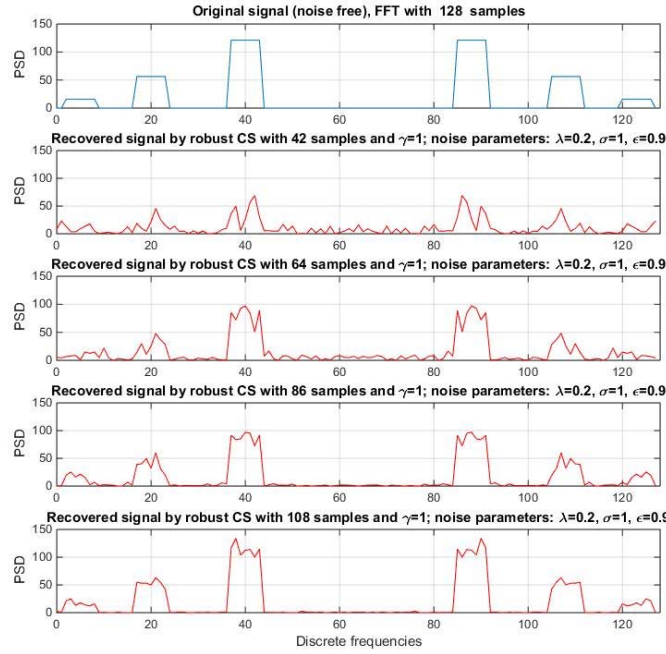 Original signal (noise free), FFT with 128 samples
150
100
50
0
PSD
0 20 40 60 80 100 120
Recovered signal by robust CS with 42 samples and γ=1; noise parameters: λ=0.2, σ=1, ϵ=0.9
150
100
50
0
PSD
0 20 40 60 80 100 120
Recovered signal by robust CS with 64 samples and γ=1; noise parameters: λ=0.2, σ=1, ϵ=0.9
150
100
50
0
PSD
0 20 40 60 80 100 120
Recovered signal by robust CS with 86 samples and γ=1; noise parameters: λ=0.2, σ=1, ϵ=0.9
150
100
50
0
PSD
0 20 40 60 80 100 120
Recovered signal by robust CS with 108 samples and γ=1; noise parameters: λ=0.2, σ=1, ϵ=0.9
150
100
50
0
PSD
0 20 40 60 80 100 120
Discrete frequencies